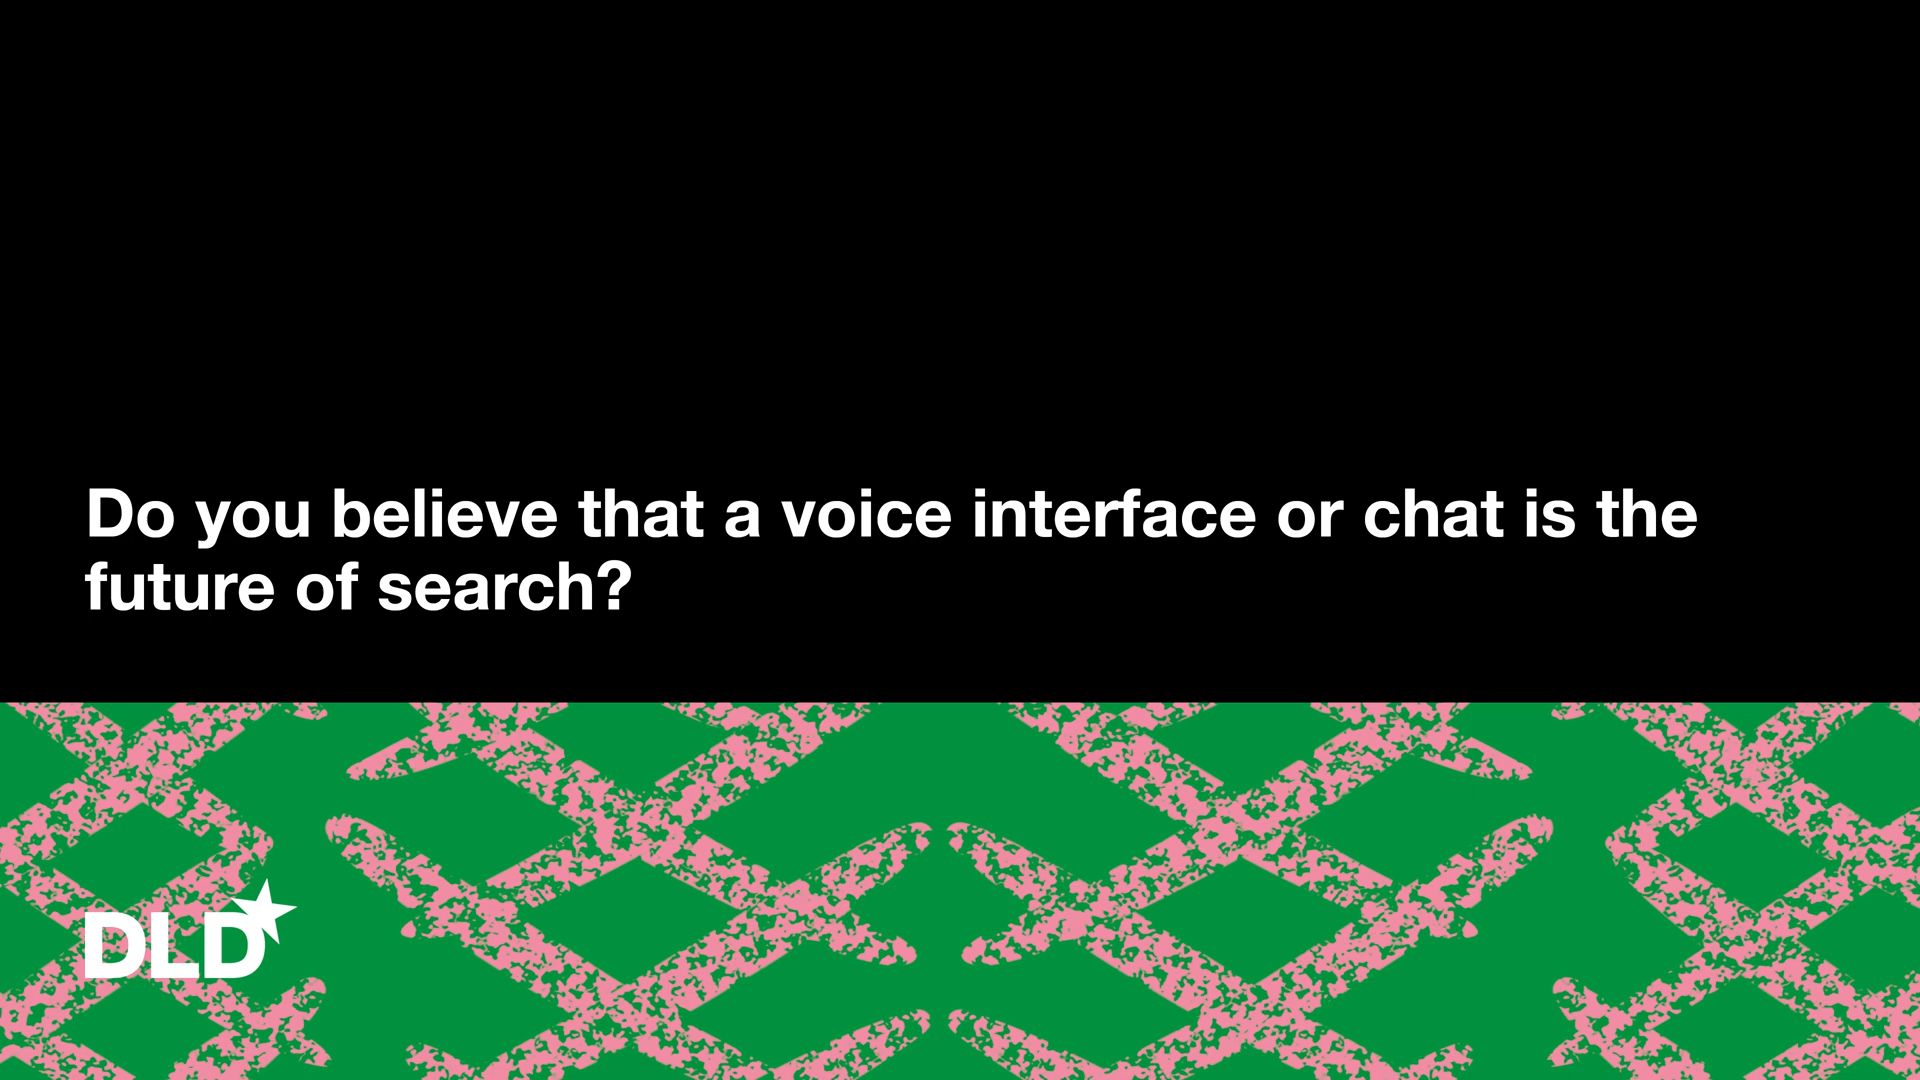 Do you believe that a voice interface or chat is the
future of search?
DLD